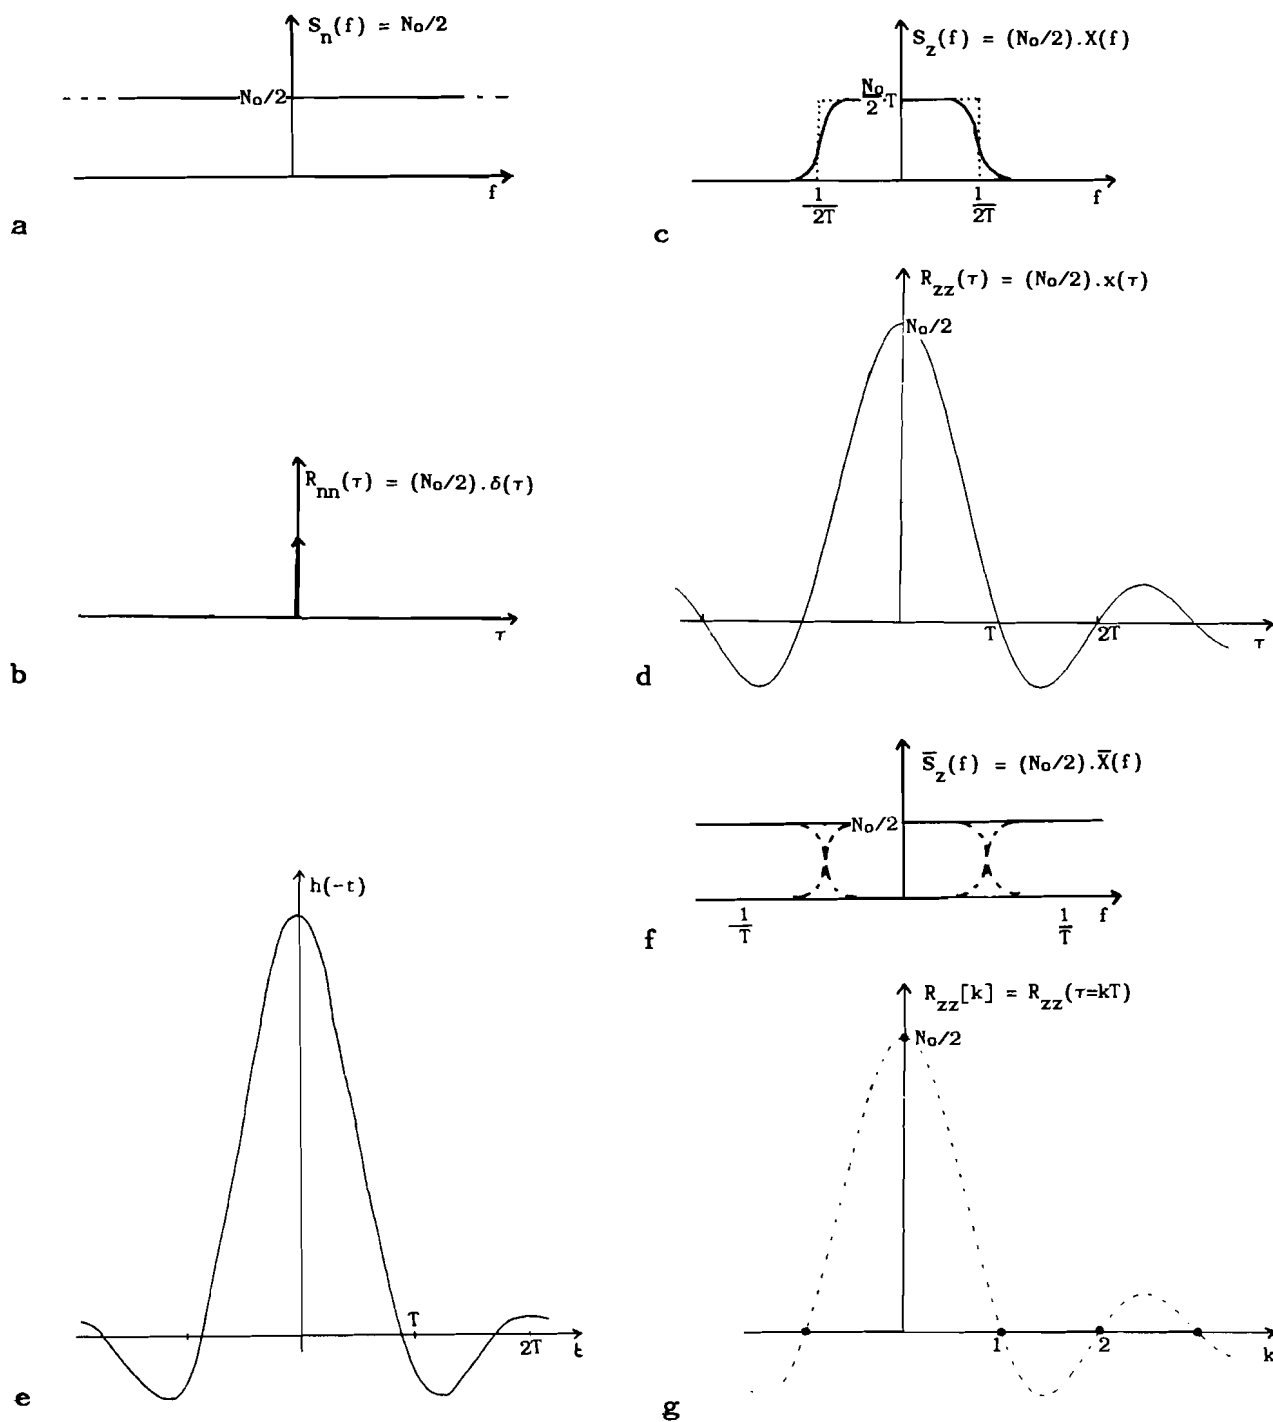 S_n(f) = No/2
No/2
f
a
R_nn(τ) = (No/2).δ(τ)
τ
b
S_z(f) = (No/2).X(f)
No/2 .T
1/2T
1/2T
f
c
R_zz(τ) = (No/2).x(τ)
No/2
T
2T
τ
d
h(-t)
T
2T
t
e
S̅_z(f) = (No/2).X̅(f)
No/2
-1/T
1/T
f
f
R_zz[k] = R_zz(τ=kT)
No/2
1
2
k
g